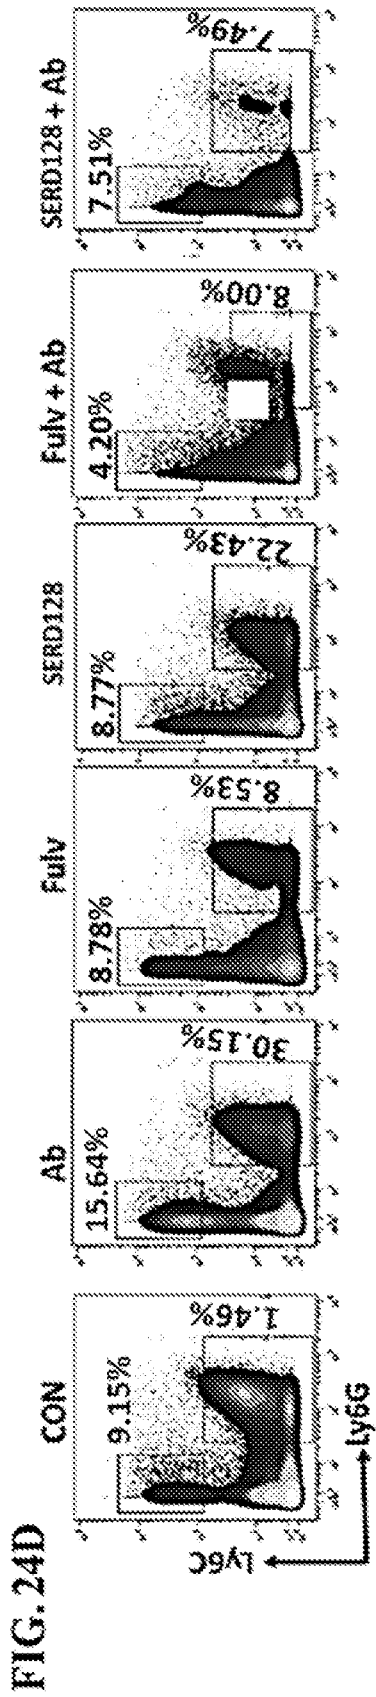 FIG. 24D
CON
9.15%
1.46%
Ab
15.64%
30.15%
Fulv
8.78%
8.53%
SERD128
8.77%
22.43%
Fulv + Ab
4.20%
8.00%
SERD128 + Ab
7.51%
7.49%
Ly6C
Ly6G